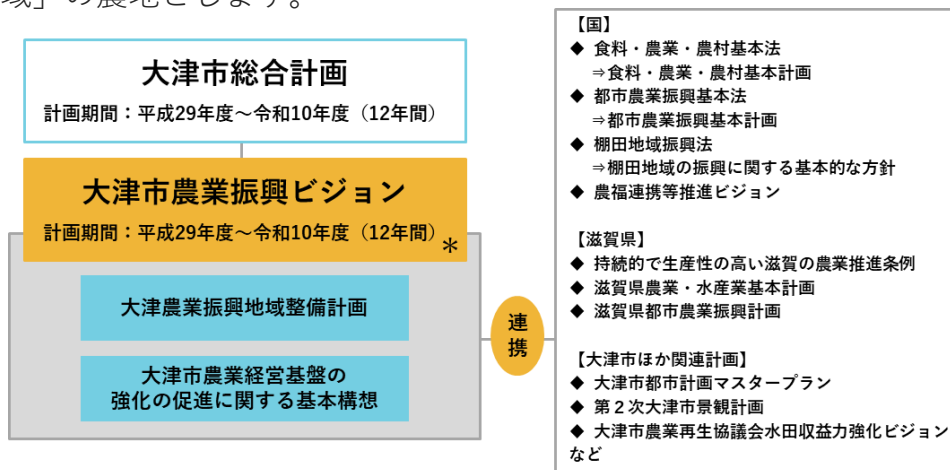 域」の農地とします。
大津市総合計画
計画期間：平成29年度～令和10年度（12年間）
大津市農業振興ビジョン
計画期間：平成29年度～令和10年度（12年間）＊
大津農業振興地域整備計画
大津市農業経営基盤の
強化の促進に関する基本構想
連
携
【国】
◆ 食料・農業・農村基本法
⇒食料・農業・農村基本計画
◆ 都市農業振興基本法
⇒都市農業振興基本計画
◆ 棚田地域振興法
⇒棚田地域の振興に関する基本的な方針
◆ 農福連携等推進ビジョン
【滋賀県】
◆ 持続的で生産性の高い滋賀の農業推進条例
◆ 滋賀県農業・水産業基本計画
◆ 滋賀県都市農業振興計画
【大津市ほか関連計画】
◆ 大津市都市計画マスタープラン
◆ 第２次大津市景観計画
◆ 大津市農業再生協議会水田収益力強化ビジョン
など